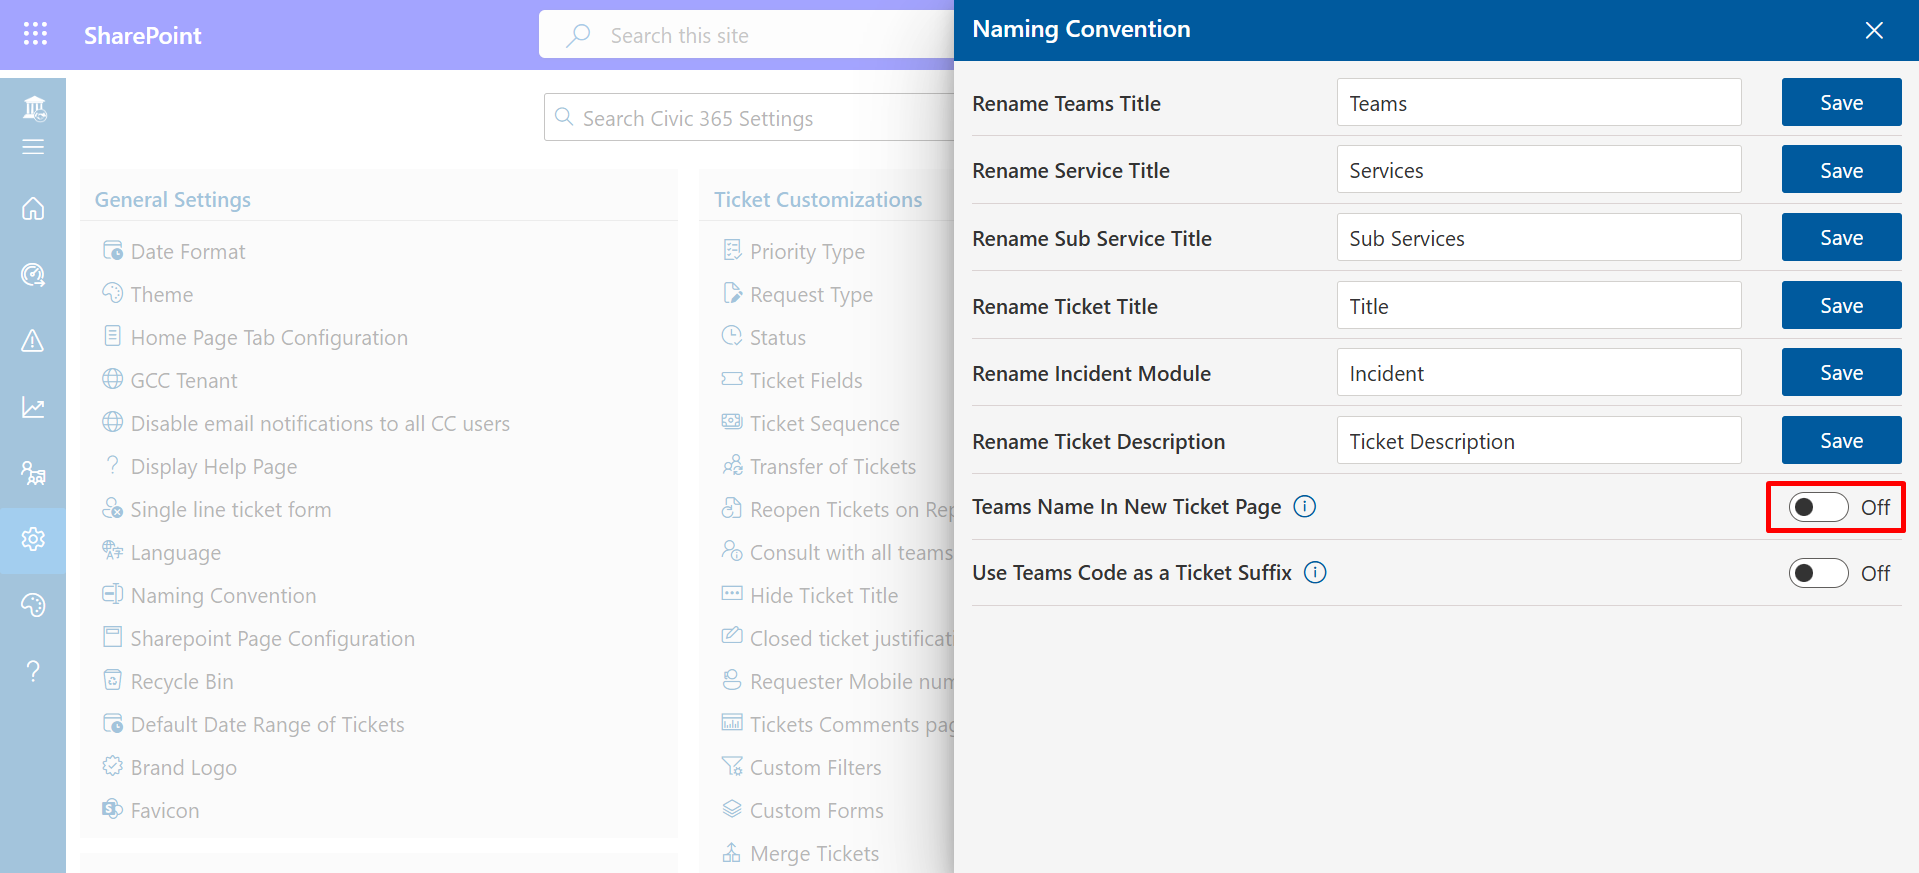 SharePoint
Search this site
Search Civic 365 Settings
General Settings
Date Format
Theme
Home Page Tab Configuration
GCC Tenant
Disable email notifications to all CC users
Display Help Page
Single line ticket form
Language
Naming Convention
Sharepoint Page Configuration
Recycle Bin
Default Date Range of Tickets
Brand Logo
Favicon
Ticket Customizations
Priority Type
Request Type
Status
Ticket Fields
Ticket Sequence
Transfer of Tickets
Reopen Tickets on Rep
Consult with all teams
Hide Ticket Title
Closed ticket justificati
Requester Mobile num
Tickets Comments pag
Custom Filters
Custom Forms
Merge Tickets
Naming Convention
Rename Teams Title Teams Save
Rename Service Title Services Save
Rename Sub Service Title Sub Services Save
Rename Ticket Title Title Save
Rename Incident Module Incident Save
Rename Ticket Description Ticket Description Save
Teams Name In New Ticket Page Off
Use Teams Code as a Ticket Suffix Off